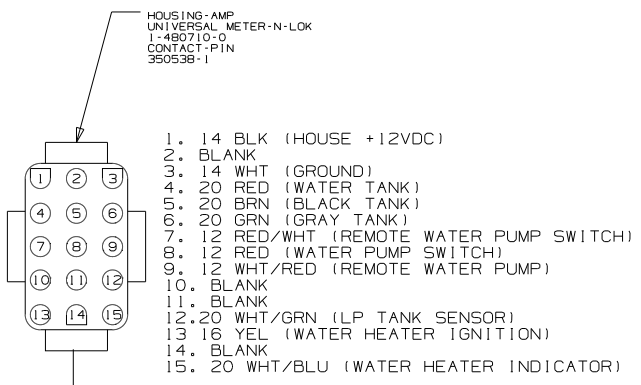 HOUSING-AMP
UNIVERSAL METER-N-LOK
1-480710-0
CONTACT-PIN
350538-1
1. 14 BLK (HOUSE +12VDC)
2. BLANK
3. 14 WHT (GROUND)
4. 20 RED (WATER TANK)
5. 20 BRN (BLACK TANK)
6. 20 GRN (GRAY TANK)
7. 12 RED/WHT (REMOTE WATER PUMP SWITCH)
8. 12 RED (WATER PUMP SWITCH)
9. 12 WHT/RED (REMOTE WATER PUMP)
10. BLANK
11. BLANK
12.20 WHT/GRN (LP TANK SENSOR)
13 16 YEL (WATER HEATER IGNITION)
14. BLANK
15. 20 WHT/BLU (WATER HEATER INDICATOR)
1 2 3
4 5 6
7 8 9
10 11 12
13 14 15